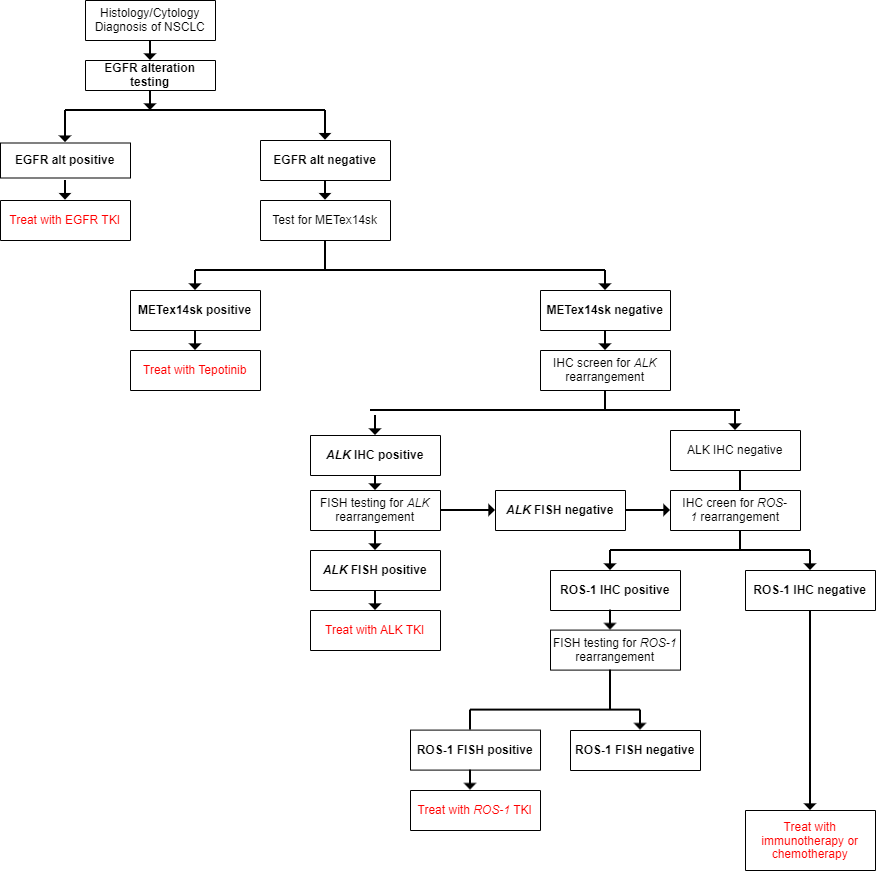 Histology/Cytology
Diagnosis of NSCLC
EGFR alteration
testing
EGFR alt positive
EGFR alt negative
Treat with EGFR TKI
Test for METex14sk
METex14sk positive
METex14sk negative
Treat with Tepotinib
IHC screen for ALK
rearrangement
ALK IHC positive
ALK IHC negative
FISH testing for ALK
rearrangement
ALK FISH negative
IHC creen for ROS-
1 rearrangement
ALK FISH positive
ROS-1 IHC positive
ROS-1 IHC negative
Treat with ALK TKI
FISH testing for ROS-1
rearrangement
ROS-1 FISH positive
ROS-1 FISH negative
Treat with ROS-1 TKI
Treat with
immunotherapy or
chemotherapy